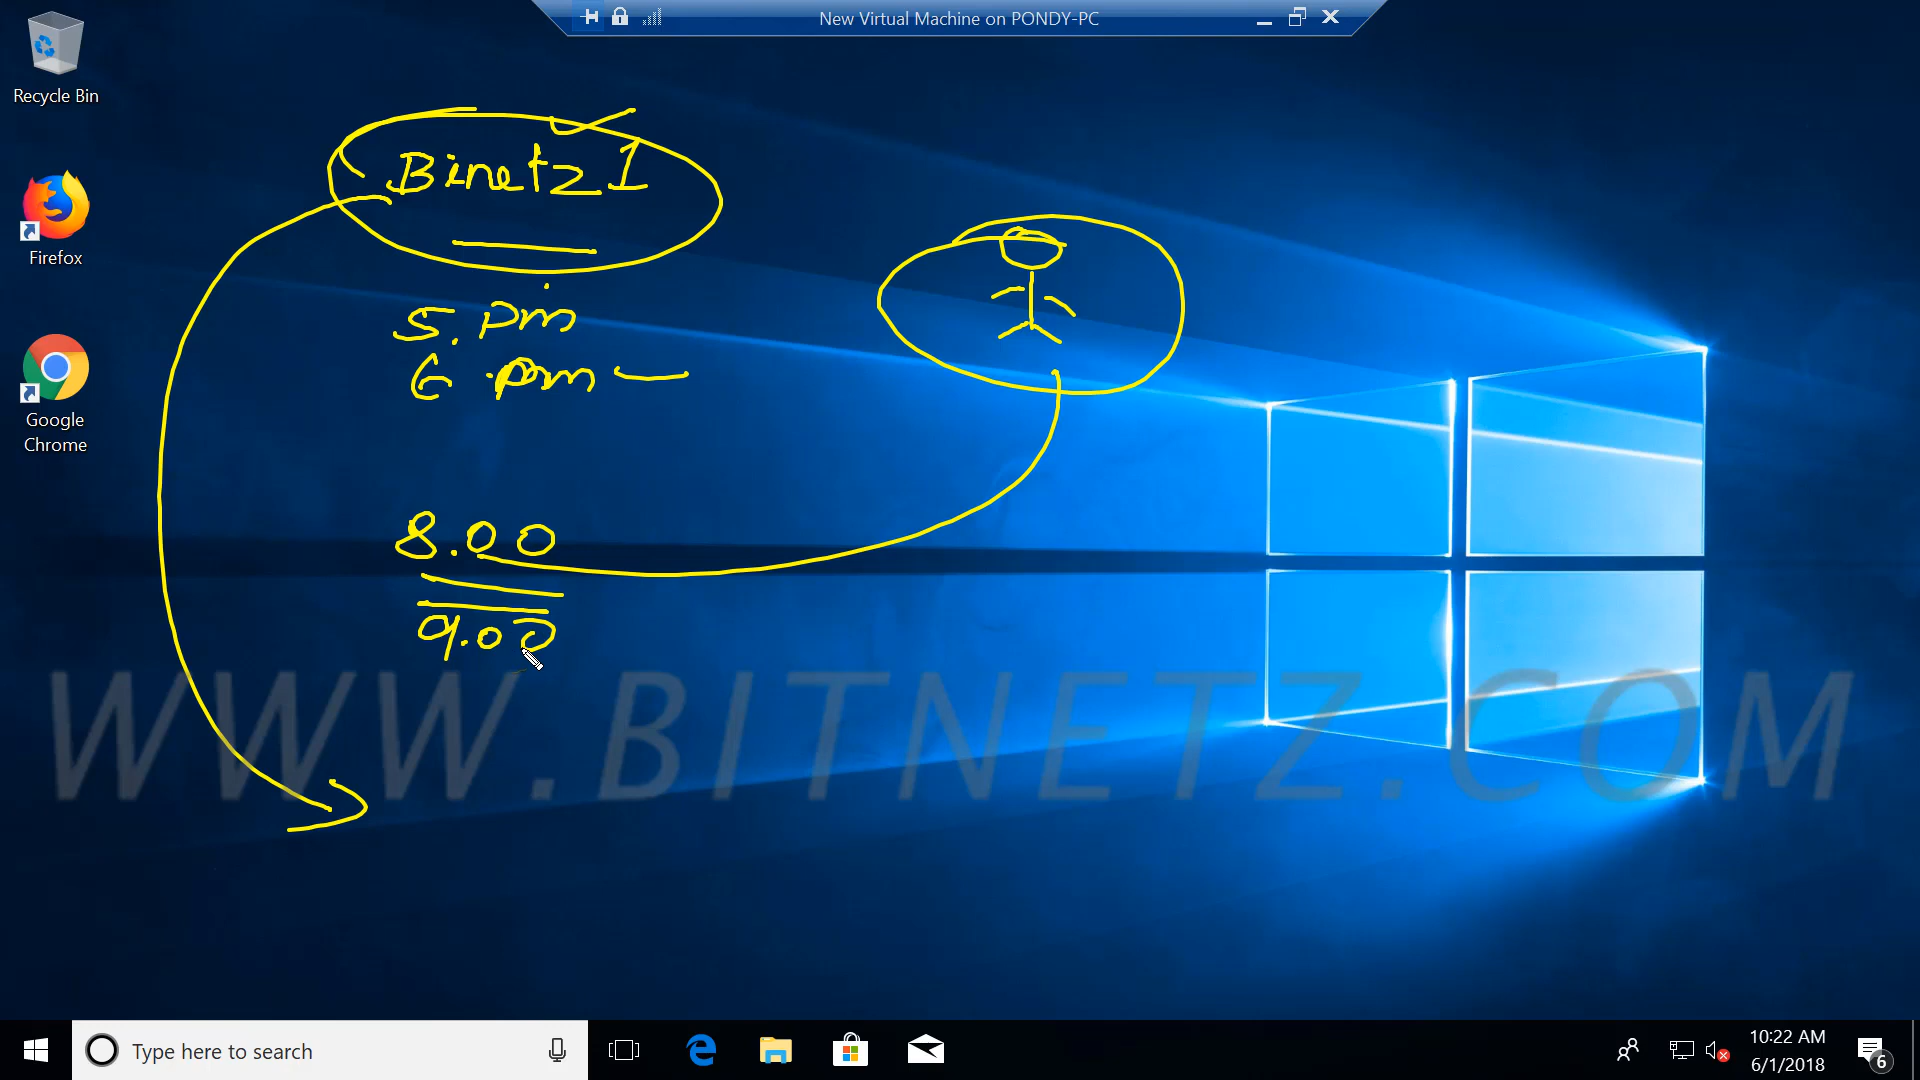 New Virtual Machine on PONDY-PC
Recycle Bin
Firefox
Google
Chrome
Binetz 1
5. pm
6 pm —
8.00
9.00
WWW.BITNETZ.COM
Type here to search
10:22 AM
6/1/2018
6